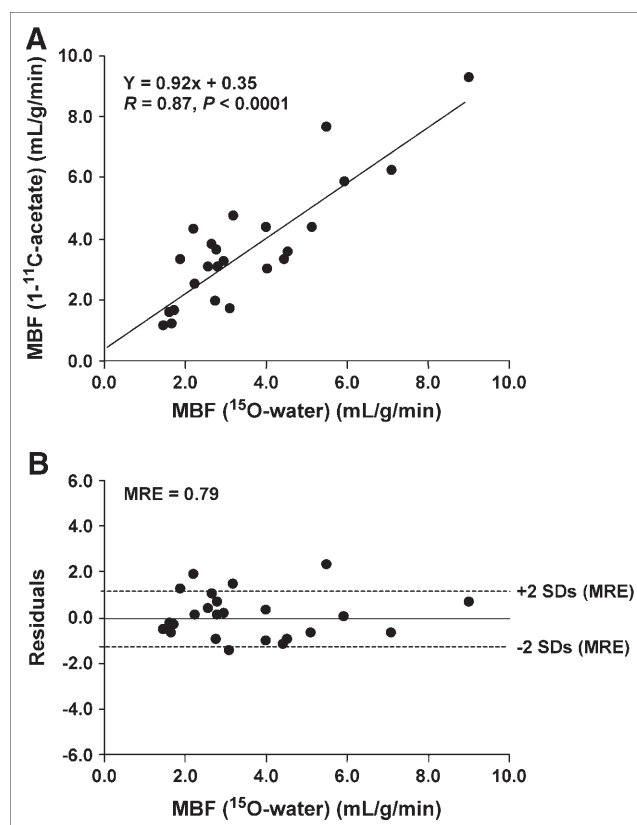 A
Y = 0.92x + 0.35
R = 0.87, P < 0.0001
10.0
8.0
6.0
4.0
2.0
0.0
MBF (1-¹¹C-acetate) (mL/g/min)
0.0 2.0 4.0 6.0 8.0 10.0
MBF (¹⁵O-water) (mL/g/min)
B
MRE = 0.79
6.0
4.0
2.0
0.0
-2.0
-4.0
-6.0
Residuals
+2 SDs (MRE)
-2 SDs (MRE)
0.0 2.0 4.0 6.0 8.0 10.0
MBF (¹⁵O-water) (mL/g/min)